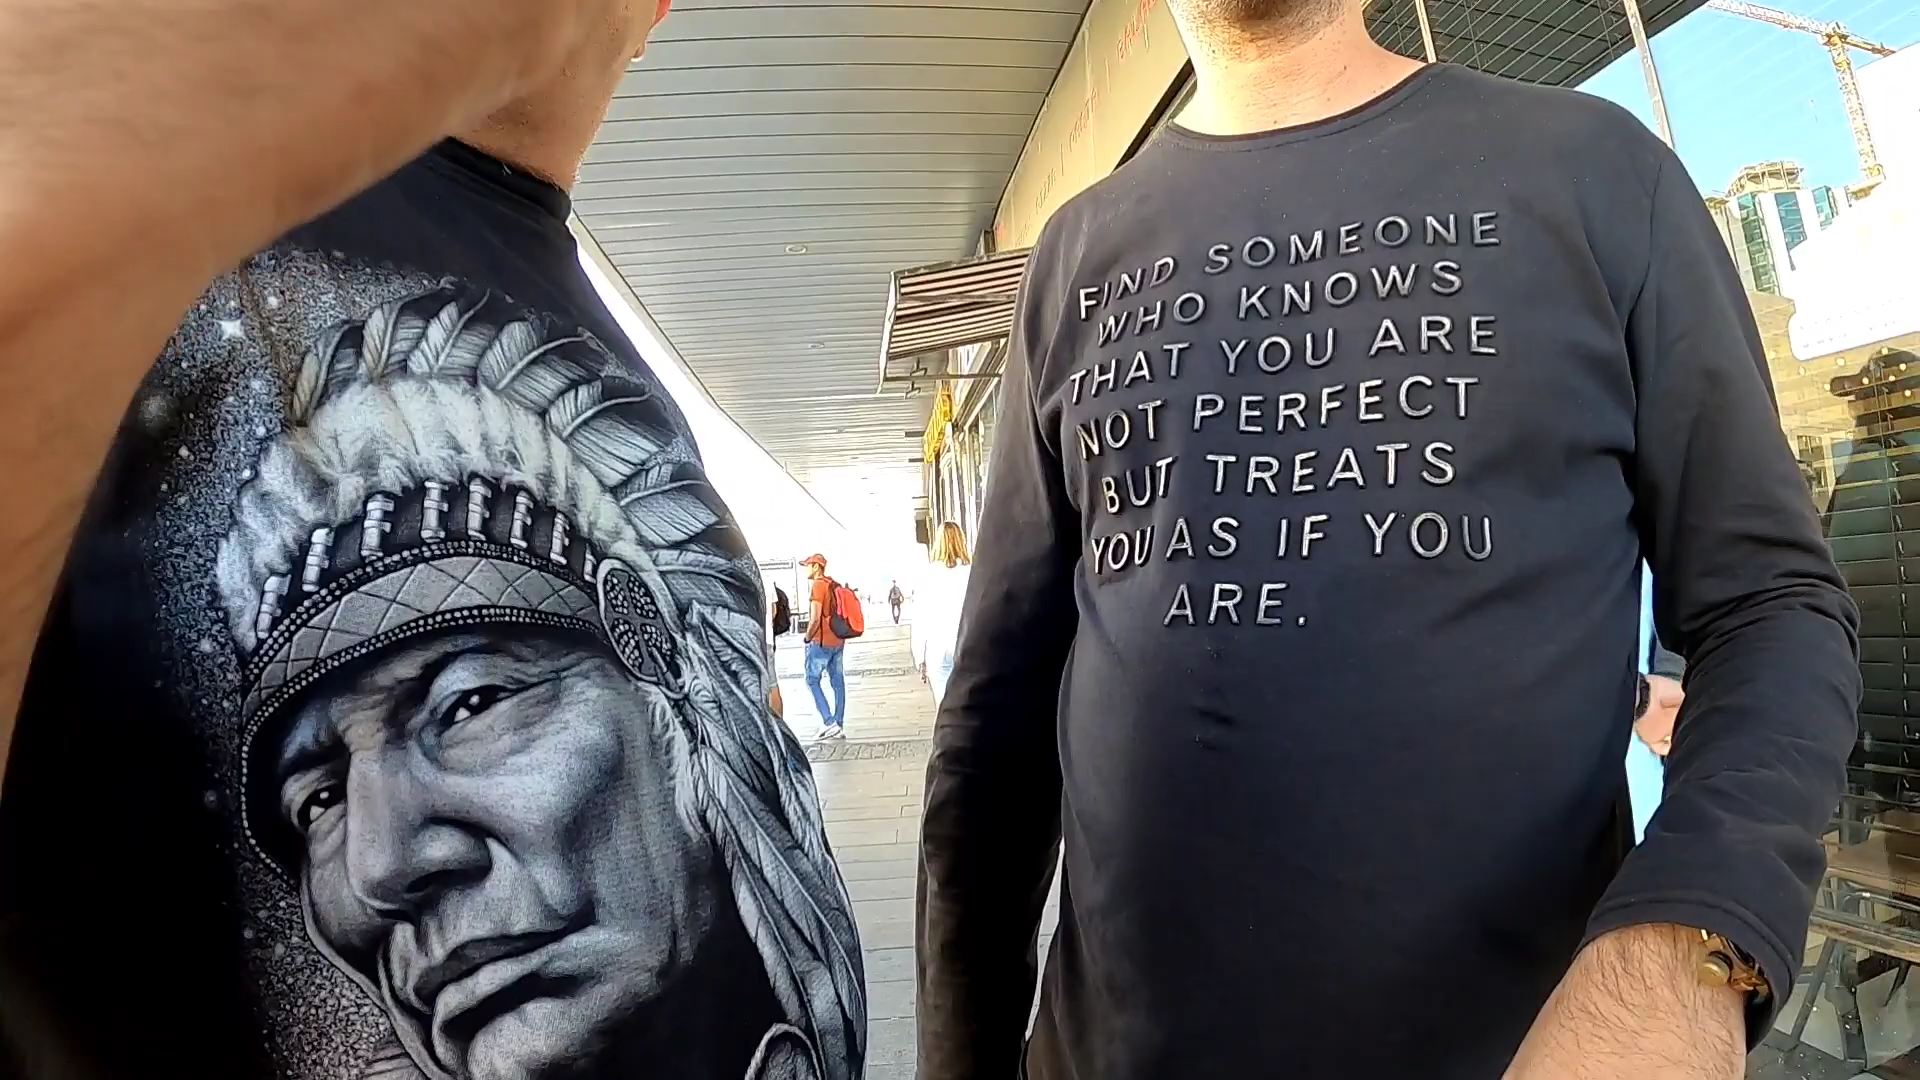 FIND SOMEONE
WHO KNOWS
THAT YOU ARE
NOT PERFECT
BUT TREATS
YOU AS IF YOU
ARE.